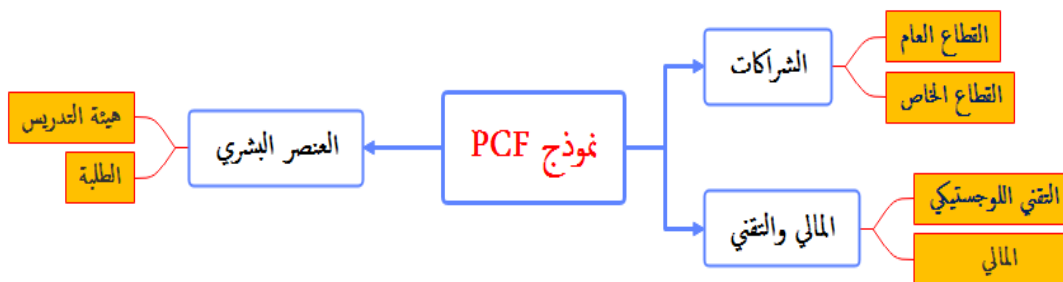 نموذج PCF
الشراكات
القطاع العام
القطاع الخاص
المالي والتقني
التقني اللوجستيكي
المالي
العنصر البشري
هيئة التدريس
الطلبة